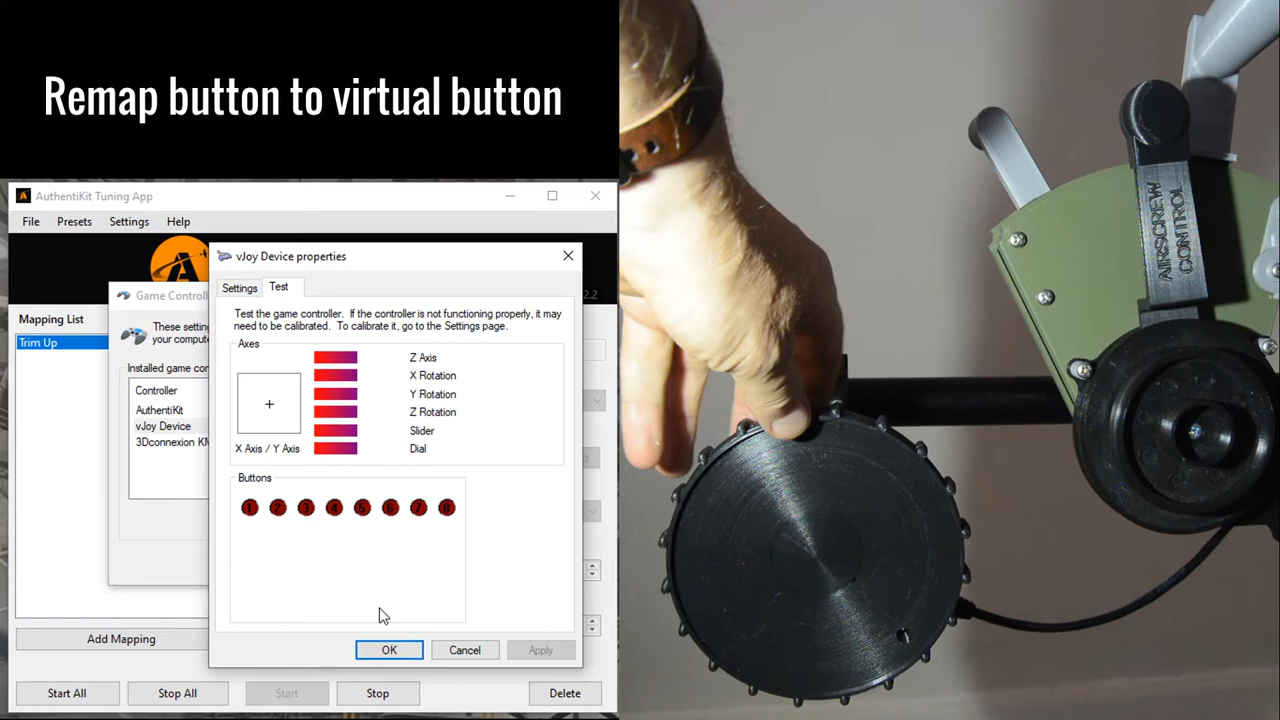 Remap button to virtual button
AuthentiKit Tuning App
File Presets Settings Help
A
2.2
Mapping List
Trim Up
Game Controll
These setting
your compute
Installed game con
Controller
AuthentiKit
vJoy Device
3Dconnexion KM
vJoy Device properties
Settings Test
Test the game controller. If the controller is not functioning properly, it may
need to be calibrated. To calibrate it, go to the Settings page.
Axes
Z Axis
X Rotation
Y Rotation
Z Rotation
Slider
Dial
X Axis / Y Axis
Buttons
1 2 3 4 5 6 7 8
OK Cancel Apply
Add Mapping
Start All Stop All Start Stop Delete
AIRSCREW
CONTROL